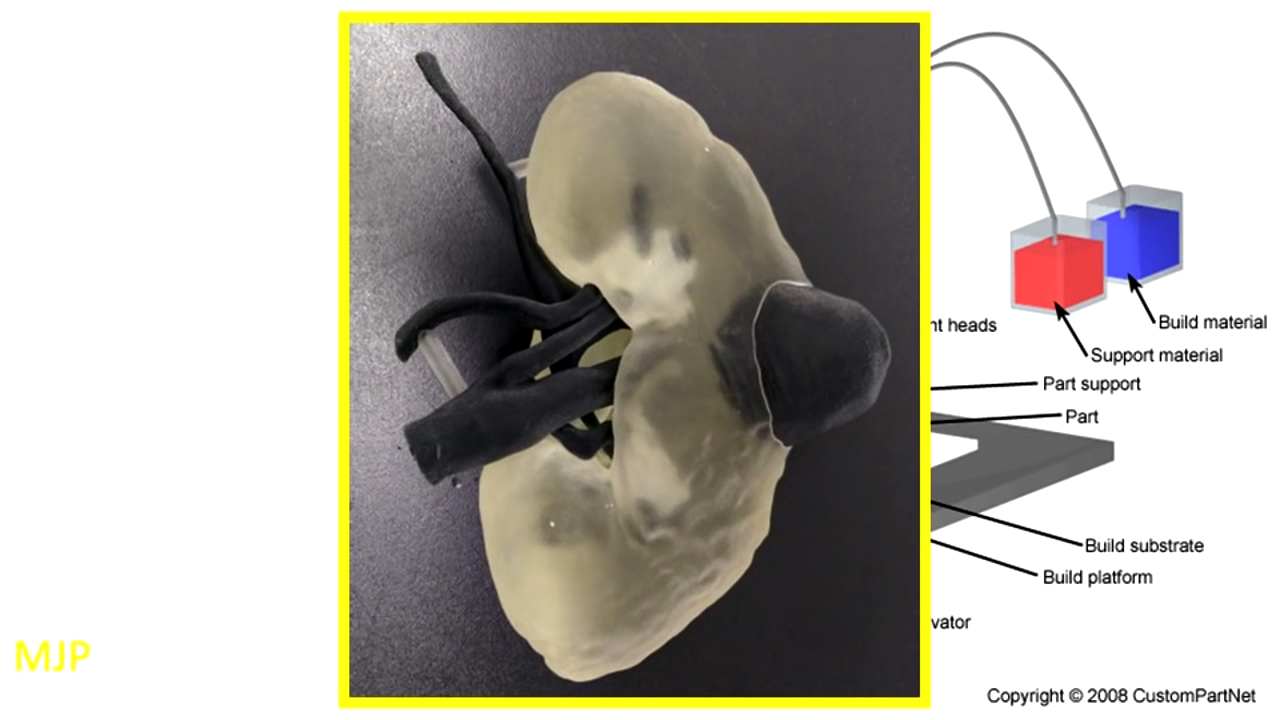 nt heads
Build material
Support material
Part support
Part
Build substrate
Build platform
vator
MJP
Copyright © 2008 CustomPartNet